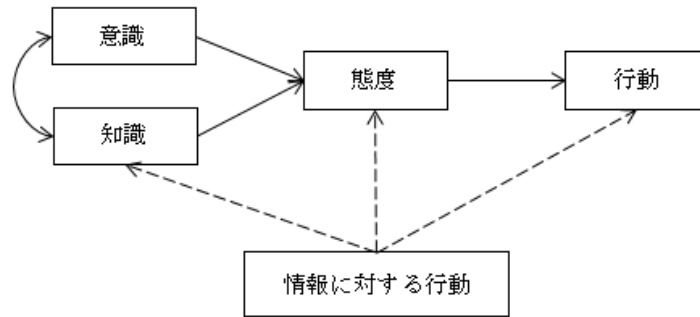 意識
態度
行動
知識
情報に対する行動